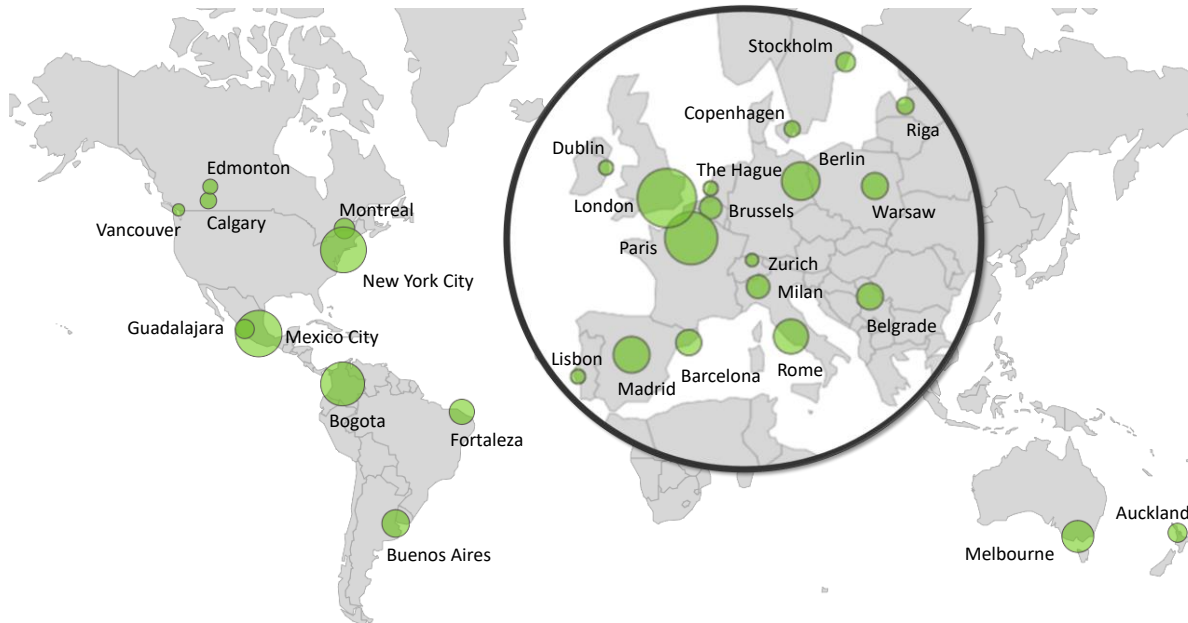 Stockholm
Copenhagen
Riga
Dublin
The Hague
Berlin
London
Brussels
Warsaw
Paris
Zurich
Milan
Belgrade
Lisbon
Madrid
Barcelona
Rome
Edmonton
Vancouver
Calgary
Montreal
New York City
Guadalajara
Mexico City
Bogota
Fortaleza
Buenos Aires
Auckland
Melbourne